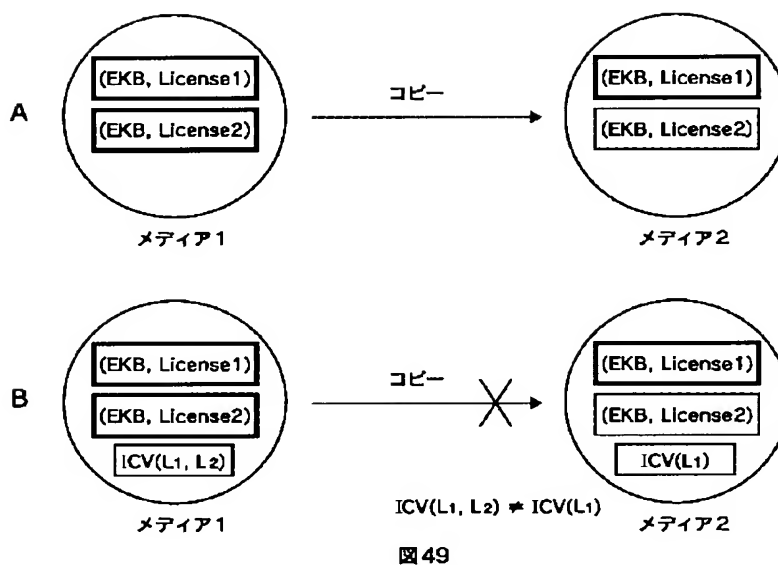 A
(EKB, License1)
(EKB, License2)
メディア1
コピー
(EKB, License1)
(EKB, License2)
メディア2
B
(EKB, License1)
(EKB, License2)
ICV(L1, L2)
メディア1
コピー
(EKB, License1)
(EKB, License2)
ICV(L1)
メディア2
ICV(L1, L2) ≠ ICV(L1)
図49